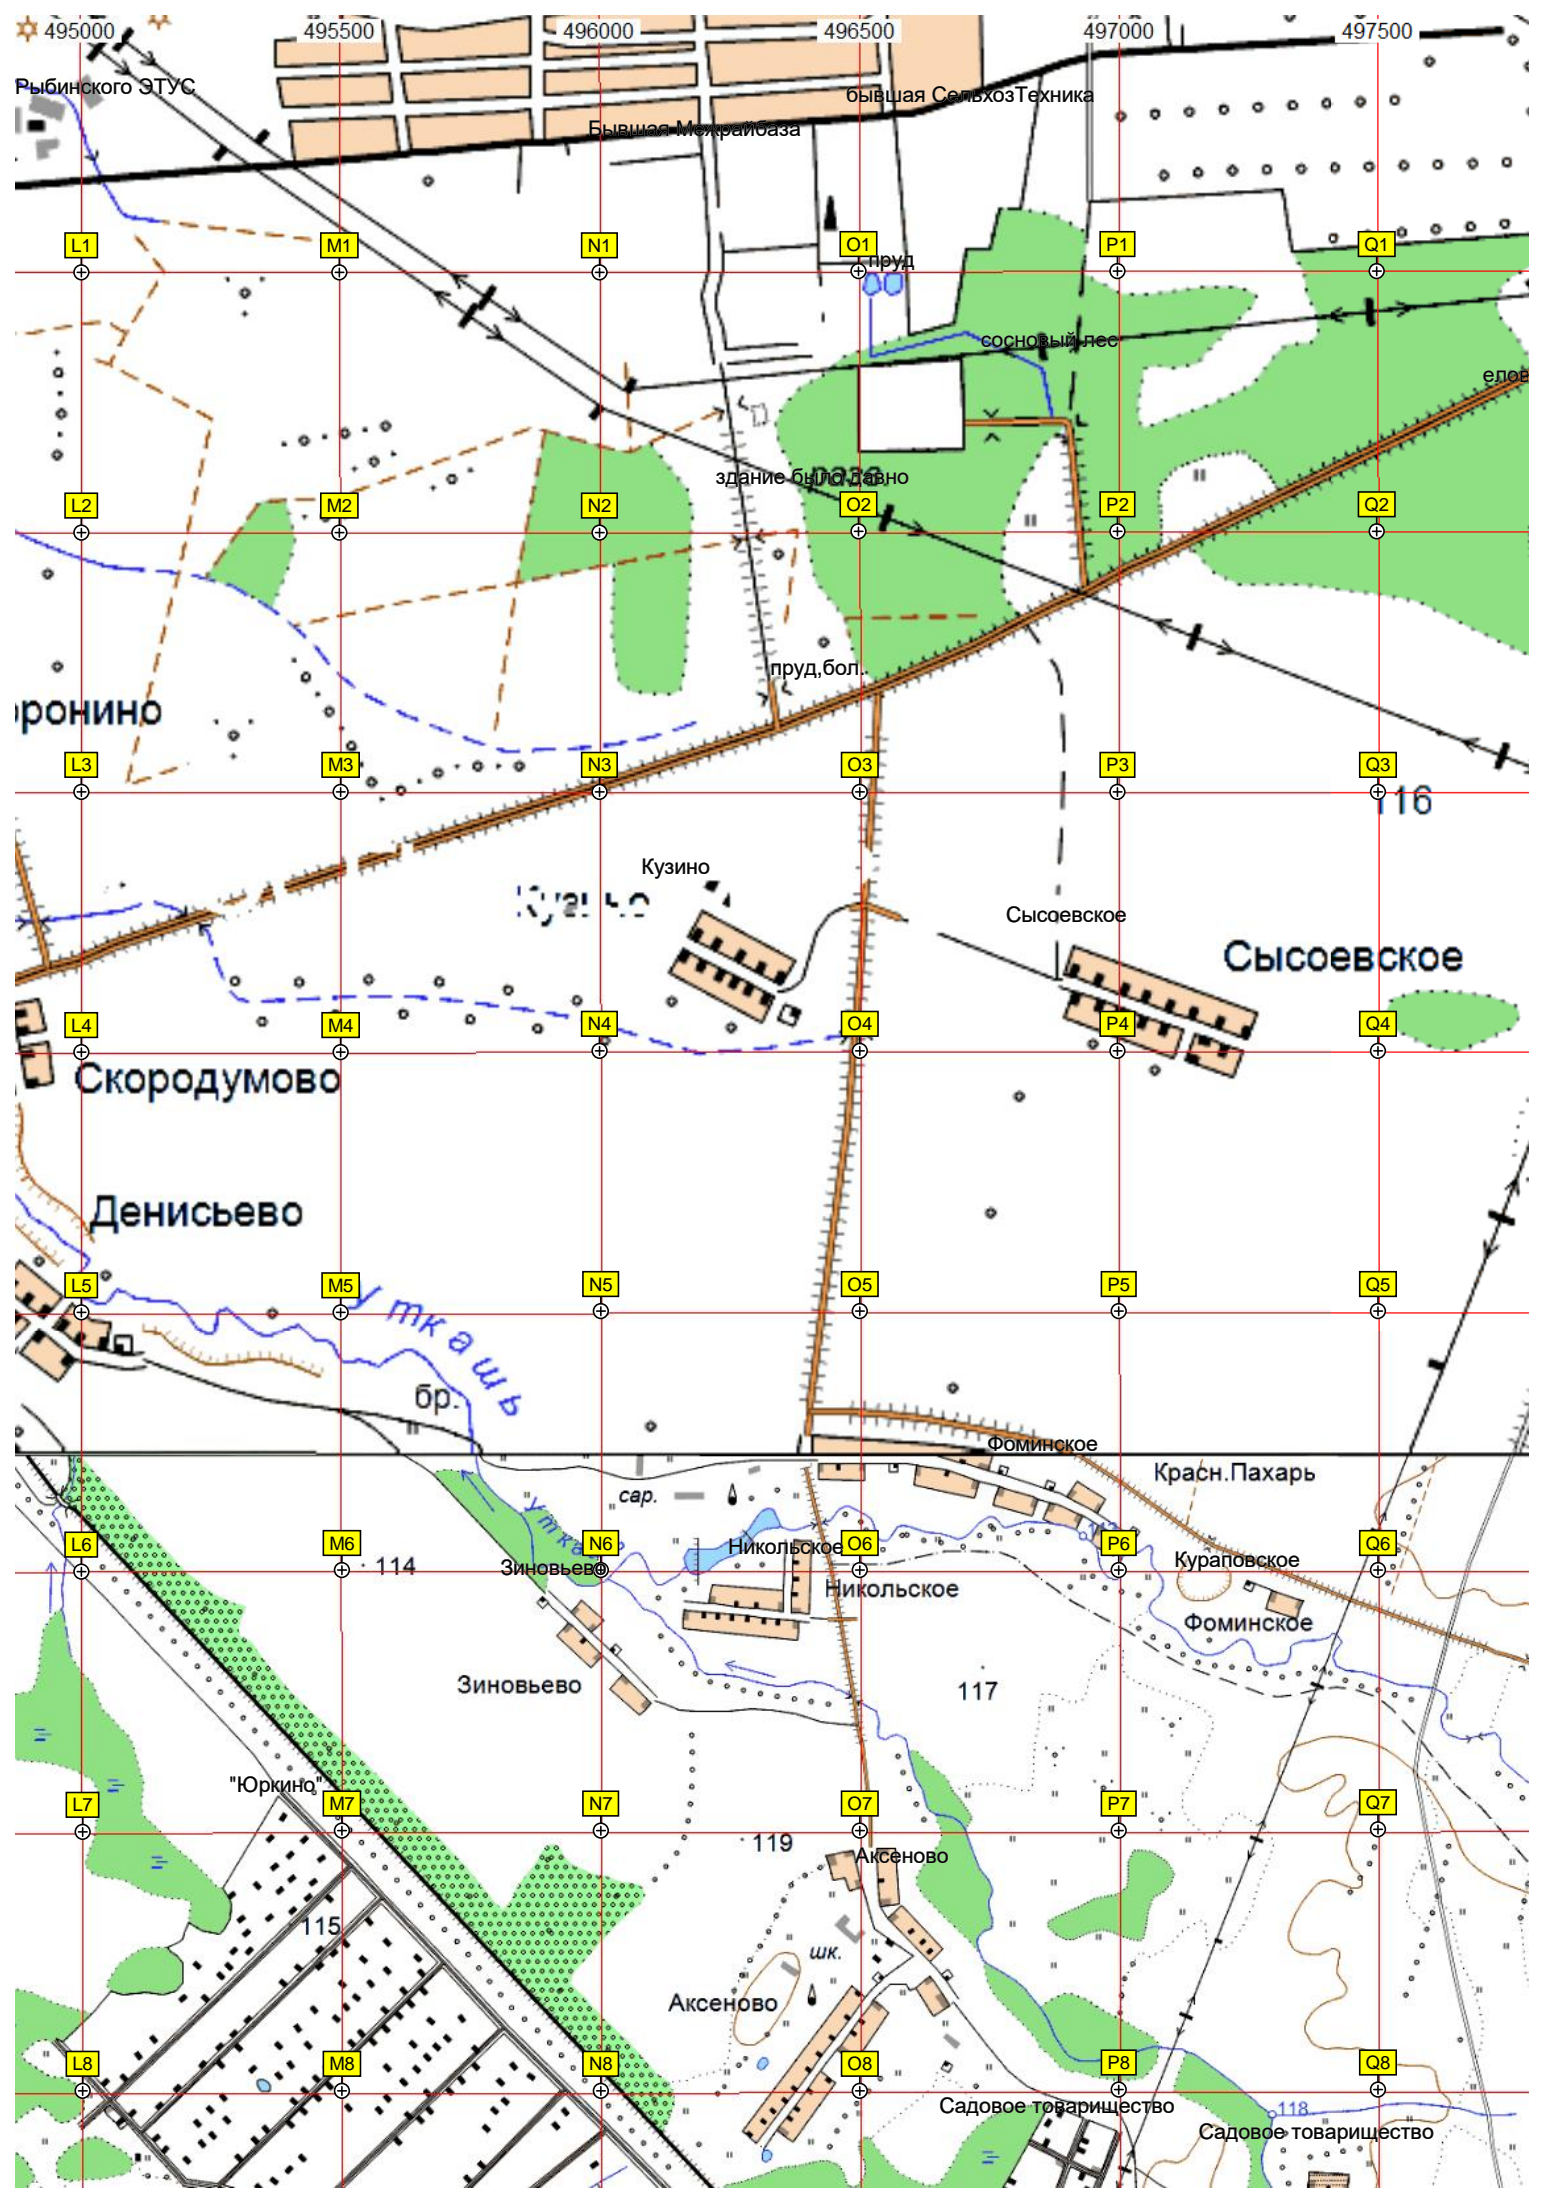 495000 495500 496000 496500 497000 497500
Рыбинского ЭТУС
бывшая СельхозТехника
Бывшая Межрайбаза
L1 M1 N1 O1 P1 Q1
пруд
сосновый лес
елов
здание было давно
разв
L2 M2 N2 O2 P2 Q2
пруд,бол.
ронино
L3 M3 N3 O3 P3 Q3
116
Кузино
Сысоевское
Сысоевское
L4 M4 N4 O4 P4 Q4
Скородумово
Денисьево
L5 M5 N5 O5 P5 Q5
Уткашь
бр.
Фоминское
Красн.Пахарь
сар.
L6 M6 N6 O6 P6 Q6
114
Зиновьево
Никольское
Кураповское
Никольское
Фоминское
Зиновьево
117
"Юркино"
L7 M7 N7 O7 P7 Q7
119
Аксеново
115
шк.
Аксеново
L8 M8 N8 O8 P8 Q8
Садовое товарищество
118
Садовое товарищество